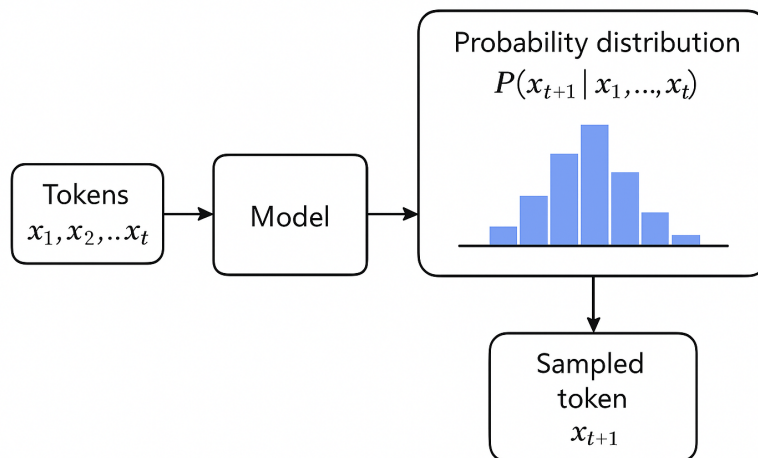 Tokens
x₁, x₂, ..xₜ
Model
Probability distribution
P(xₜ₊₁ | x₁,...,xₜ)
Sampled
token
xₜ₊₁